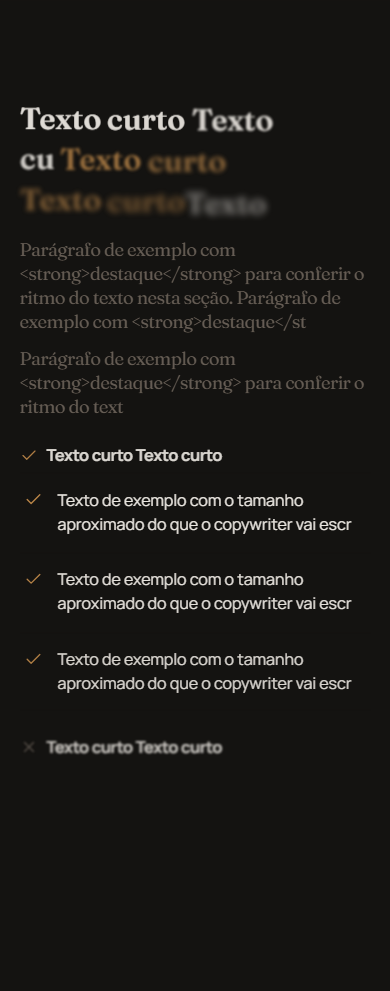 Texto curto Texto
cu Texto curto
Texto curtoTexto
Parágrafo de exemplo com
<strong>destaque</strong> para conferir o
ritmo do texto nesta seção. Parágrafo de
exemplo com <strong>destaque</st
Parágrafo de exemplo com
<strong>destaque</strong> para conferir o
ritmo do text
Texto curto Texto curto
Texto de exemplo com o tamanho
aproximado do que o copywriter vai escr
Texto de exemplo com o tamanho
aproximado do que o copywriter vai escr
Texto de exemplo com o tamanho
aproximado do que o copywriter vai escr
Texto curto Texto curto